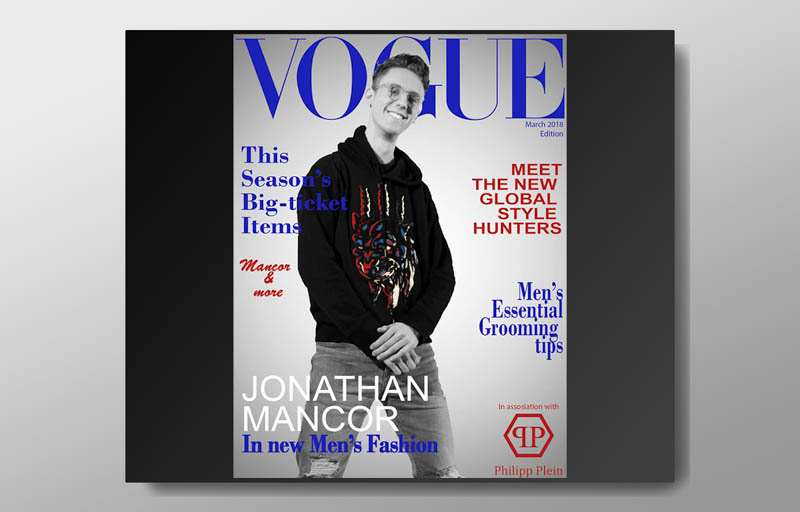 VOGUE
March 2018
Edition
This
Season's
Big-ticket
Items
MEET
THE NEW
GLOBAL
STYLE
HUNTERS
Mancor
&
more
Men's
Essential
Grooming
tips
JONATHAN
MANCOR
In new Men's Fashion
In assosiation with
PP
Philipp Plein